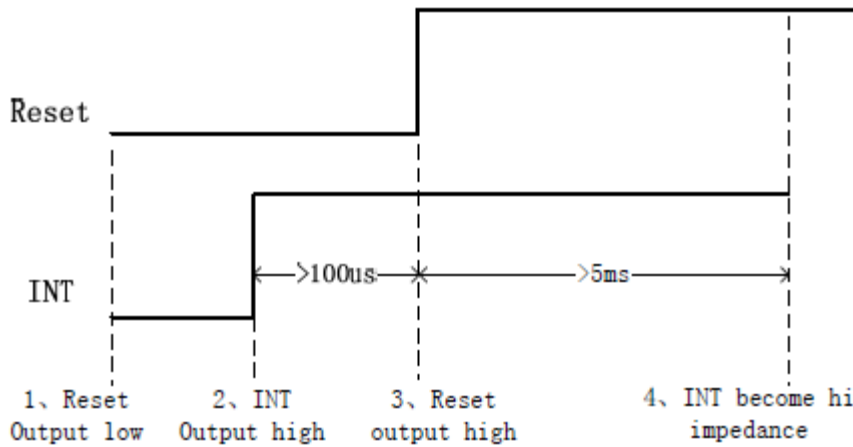 Reset
INT
>100us
>5ms
1、Reset
Output low
2、INT
Output high
3、Reset
output high
4、INT become hi
impedance